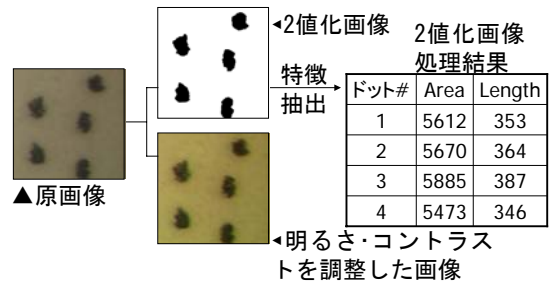 ◂2値化画像
特徴
抽出
2値化画像
処理結果
ドット# Area Length
1 5612 353
2 5670 364
3 5885 387
4 5473 346
▲原画像
◂明るさ・コントラス
トを調整した画像